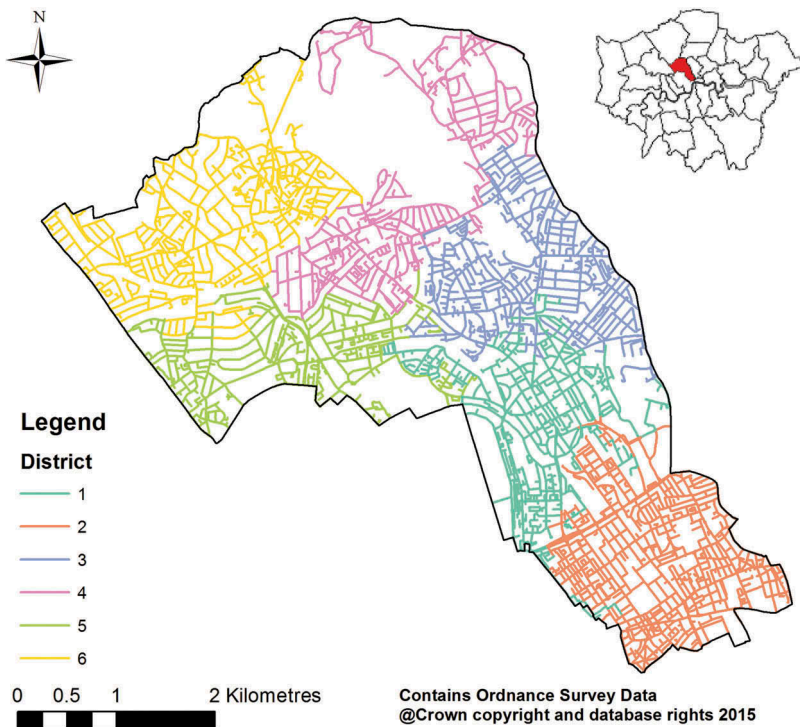 N
Legend
District
1
2
3
4
5
6
0 0.5 1 2 Kilometres
Contains Ordnance Survey Data
@Crown copyright and database rights 2015